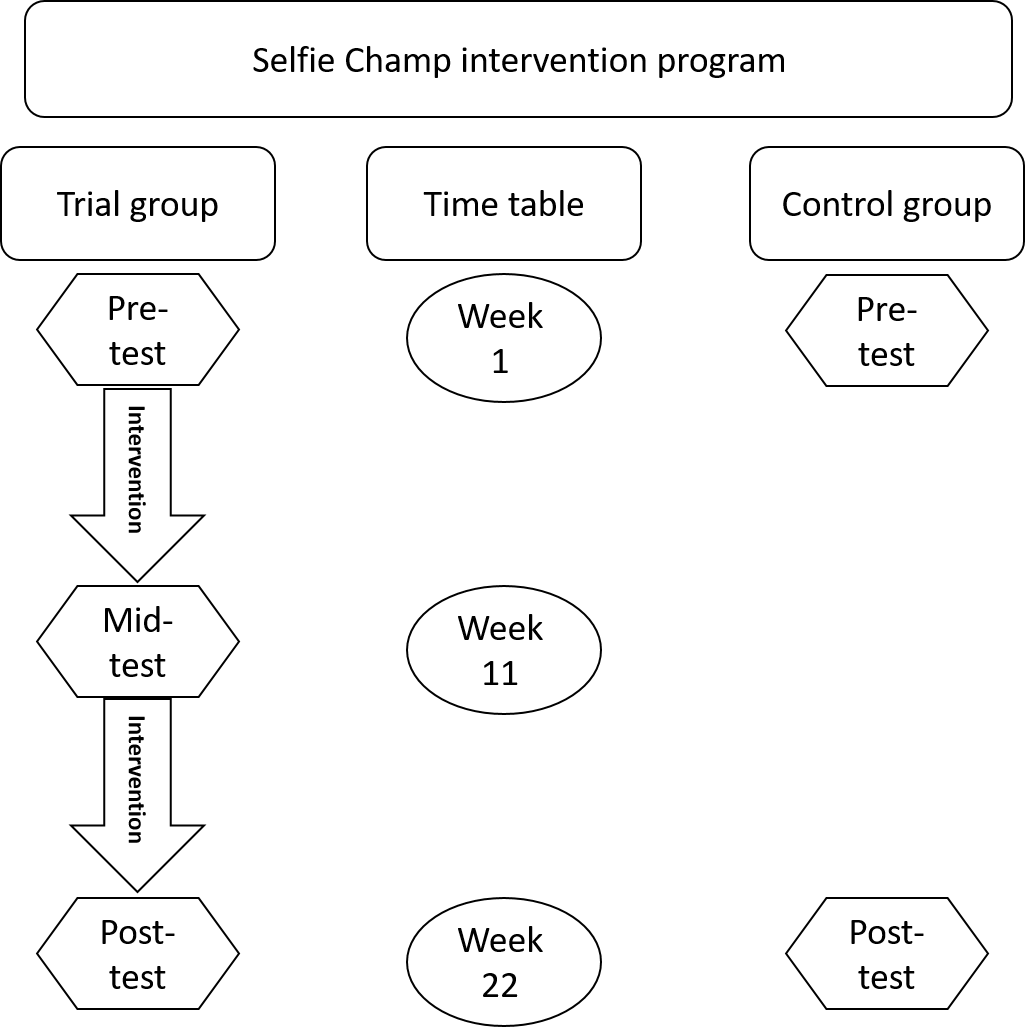 Selfie Champ intervention program
Trial group
Time table
Control group
Pre-
test
Week
1
Pre-
test
Intervention
Mid-
test
Week
11
Intervention
Post-
test
Week
22
Post-
test